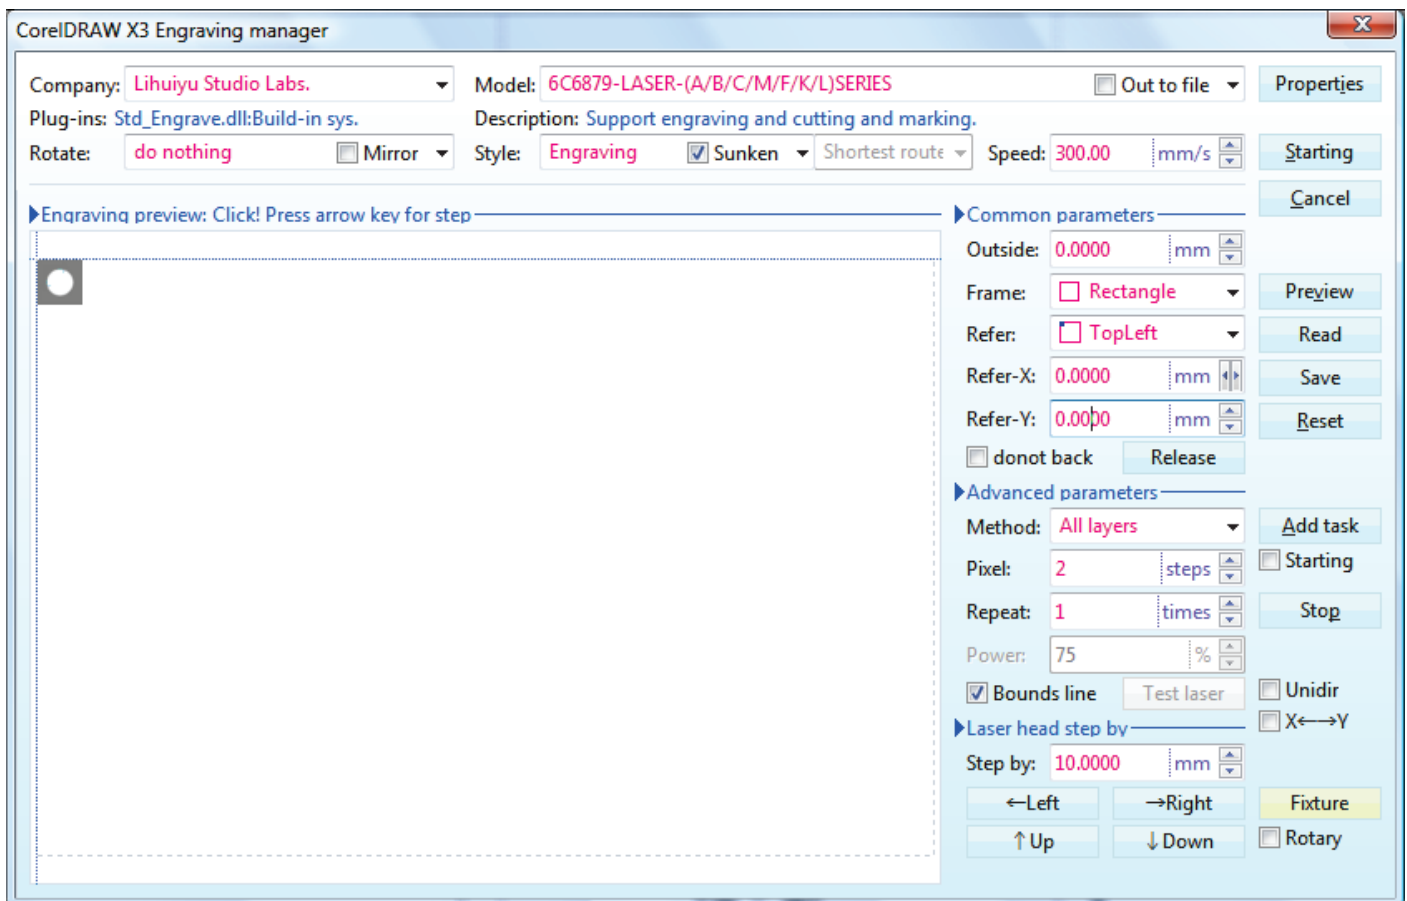 CorelDRAW X3 Engraving manager
Company: Lihuiyu Studio Labs. Model: 6C6879-LASER-(A/B/C/M/F/K/L)SERIES Out to file Properties
Plug-ins: Std_Engrave.dll:Build-in sys. Description: Support engraving and cutting and marking.
Rotate: do nothing Mirror Style: Engraving Sunken Shortest route Speed: 300.00 mm/s Starting
Cancel
Engraving preview: Click! Press arrow key for step Common parameters
Outside: 0.0000 mm
Frame: Rectangle Preview
Refer: TopLeft Read
Refer-X: 0.0000 mm Save
Refer-Y: 0.0000 mm Reset
donot back Release
Advanced parameters
Method: All layers Add task
Pixel: 2 steps Starting
Repeat: 1 times Stop
Power: 75 %
Bounds line Test laser Unidir
X←→Y
Laser head step by
Step by: 10.0000 mm
←Left →Right Fixture
↑Up ↓Down Rotary